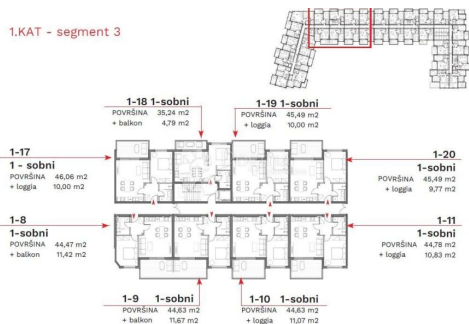 1.KAT - segment 3
1-18 1-sobni
POVRŠINA 35,24 m2
+ balkon 4,79 m2
1-19 1-sobni
POVRŠINA 45,49 m2
+ loggia 10,00 m2
1-17
1 - sobni
POVRŠINA 46,06 m2
+ loggia 10,00 m2
1-20
1-sobni
POVRŠINA 45,49 m2
+ loggia 9,77 m2
1-8
1-sobni
POVRŠINA 44,47 m2
+ balkon 11,42 m2
1-11
1-sobni
POVRŠINA 44,78 m2
+ loggia 10,83 m2
1-9 1-sobni
POVRŠINA 44,63 m2
+ balkon 11,67 m2
1-10 1-sobni
POVRŠINA 44,63 m2
+ loggia 11,07 m2